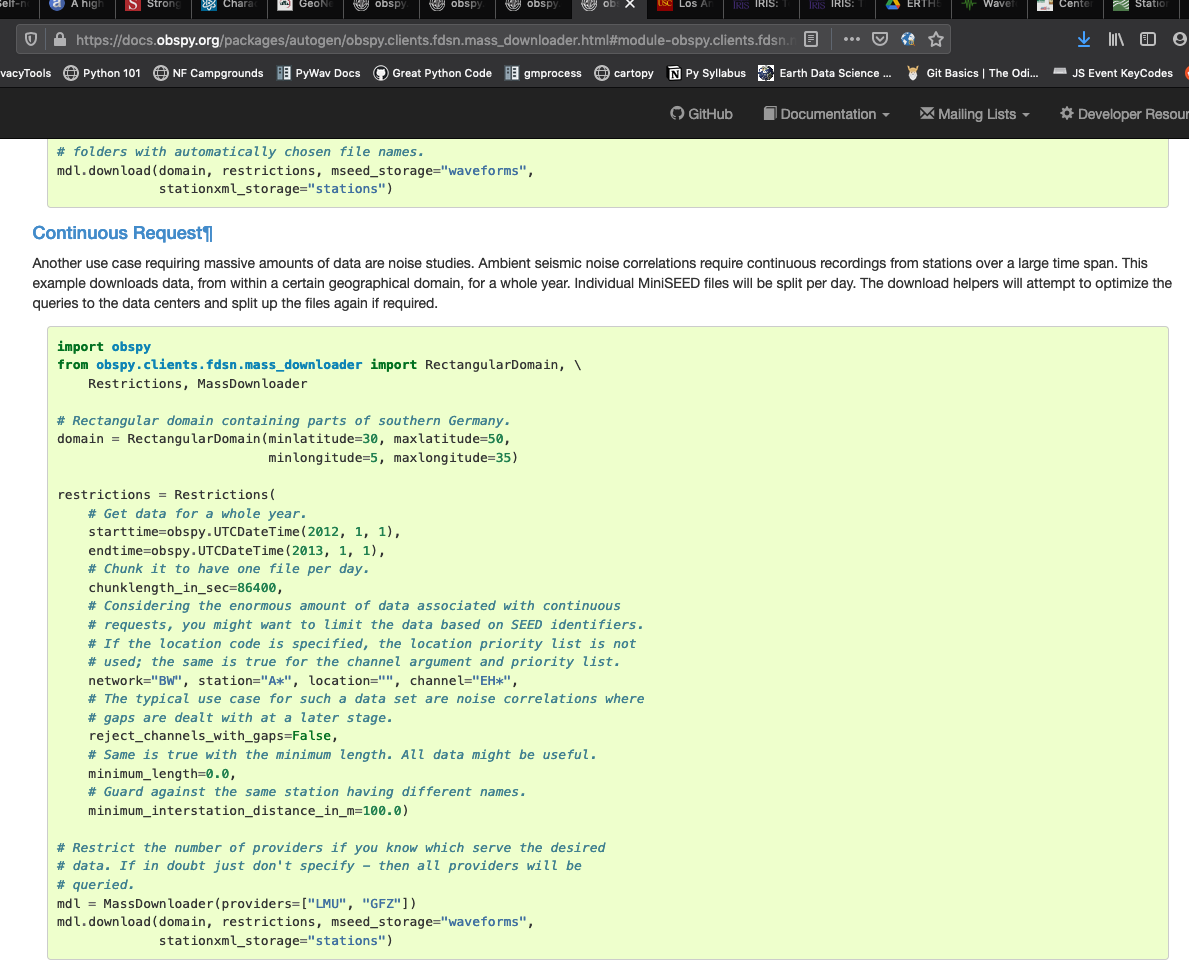 A high
Strong
Chara
GeoNe
obspy.
obspy
obspy.
Los An
IRIS: T
IRIS: T
ERTH
Wavef
Cente
Statio
https://docs.obspy.org/packages/autogen/obspy.clients.fdsn.mass_downloader.html#module-obspy.clients.fdsn.
vacyTools Python 101 NF Campgrounds PyWav Docs Great Python Code gmprocess cartopy Py Syllabus Earth Data Science ... Git Basics | The Odi... JS Event KeyCodes
GitHub Documentation Mailing Lists Developer Resour
# folders with automatically chosen file names.
mdl.download(domain, restrictions, mseed_storage="waveforms",
stationxml_storage="stations")
Continuous Request¶
Another use case requiring massive amounts of data are noise studies. Ambient seismic noise correlations require continuous recordings from stations over a large time span. This
example downloads data, from within a certain geographical domain, for a whole year. Individual MiniSEED files will be split per day. The download helpers will attempt to optimize the
queries to the data centers and split up the files again if required.
import obspy
from obspy.clients.fdsn.mass_downloader import RectangularDomain, \
Restrictions, MassDownloader
# Rectangular domain containing parts of southern Germany.
domain = RectangularDomain(minlatitude=30, maxlatitude=50,
minlongitude=5, maxlongitude=35)
restrictions = Restrictions(
# Get data for a whole year.
starttime=obspy.UTCDateTime(2012, 1, 1),
endtime=obspy.UTCDateTime(2013, 1, 1),
# Chunk it to have one file per day.
chunklength_in_sec=86400,
# Considering the enormous amount of data associated with continuous
# requests, you might want to limit the data based on SEED identifiers.
# If the location code is specified, the location priority list is not
# used; the same is true for the channel argument and priority list.
network="BW", station="A*", location="", channel="EH*",
# The typical use case for such a data set are noise correlations where
# gaps are dealt with at a later stage.
reject_channels_with_gaps=False,
# Same is true with the minimum length. All data might be useful.
minimum_length=0.0,
# Guard against the same station having different names.
minimum_interstation_distance_in_m=100.0)
# Restrict the number of providers if you know which serve the desired
# data. If in doubt just don't specify – then all providers will be
# queried.
mdl = MassDownloader(providers=["LMU", "GFZ"])
mdl.download(domain, restrictions, mseed_storage="waveforms",
stationxml_storage="stations")